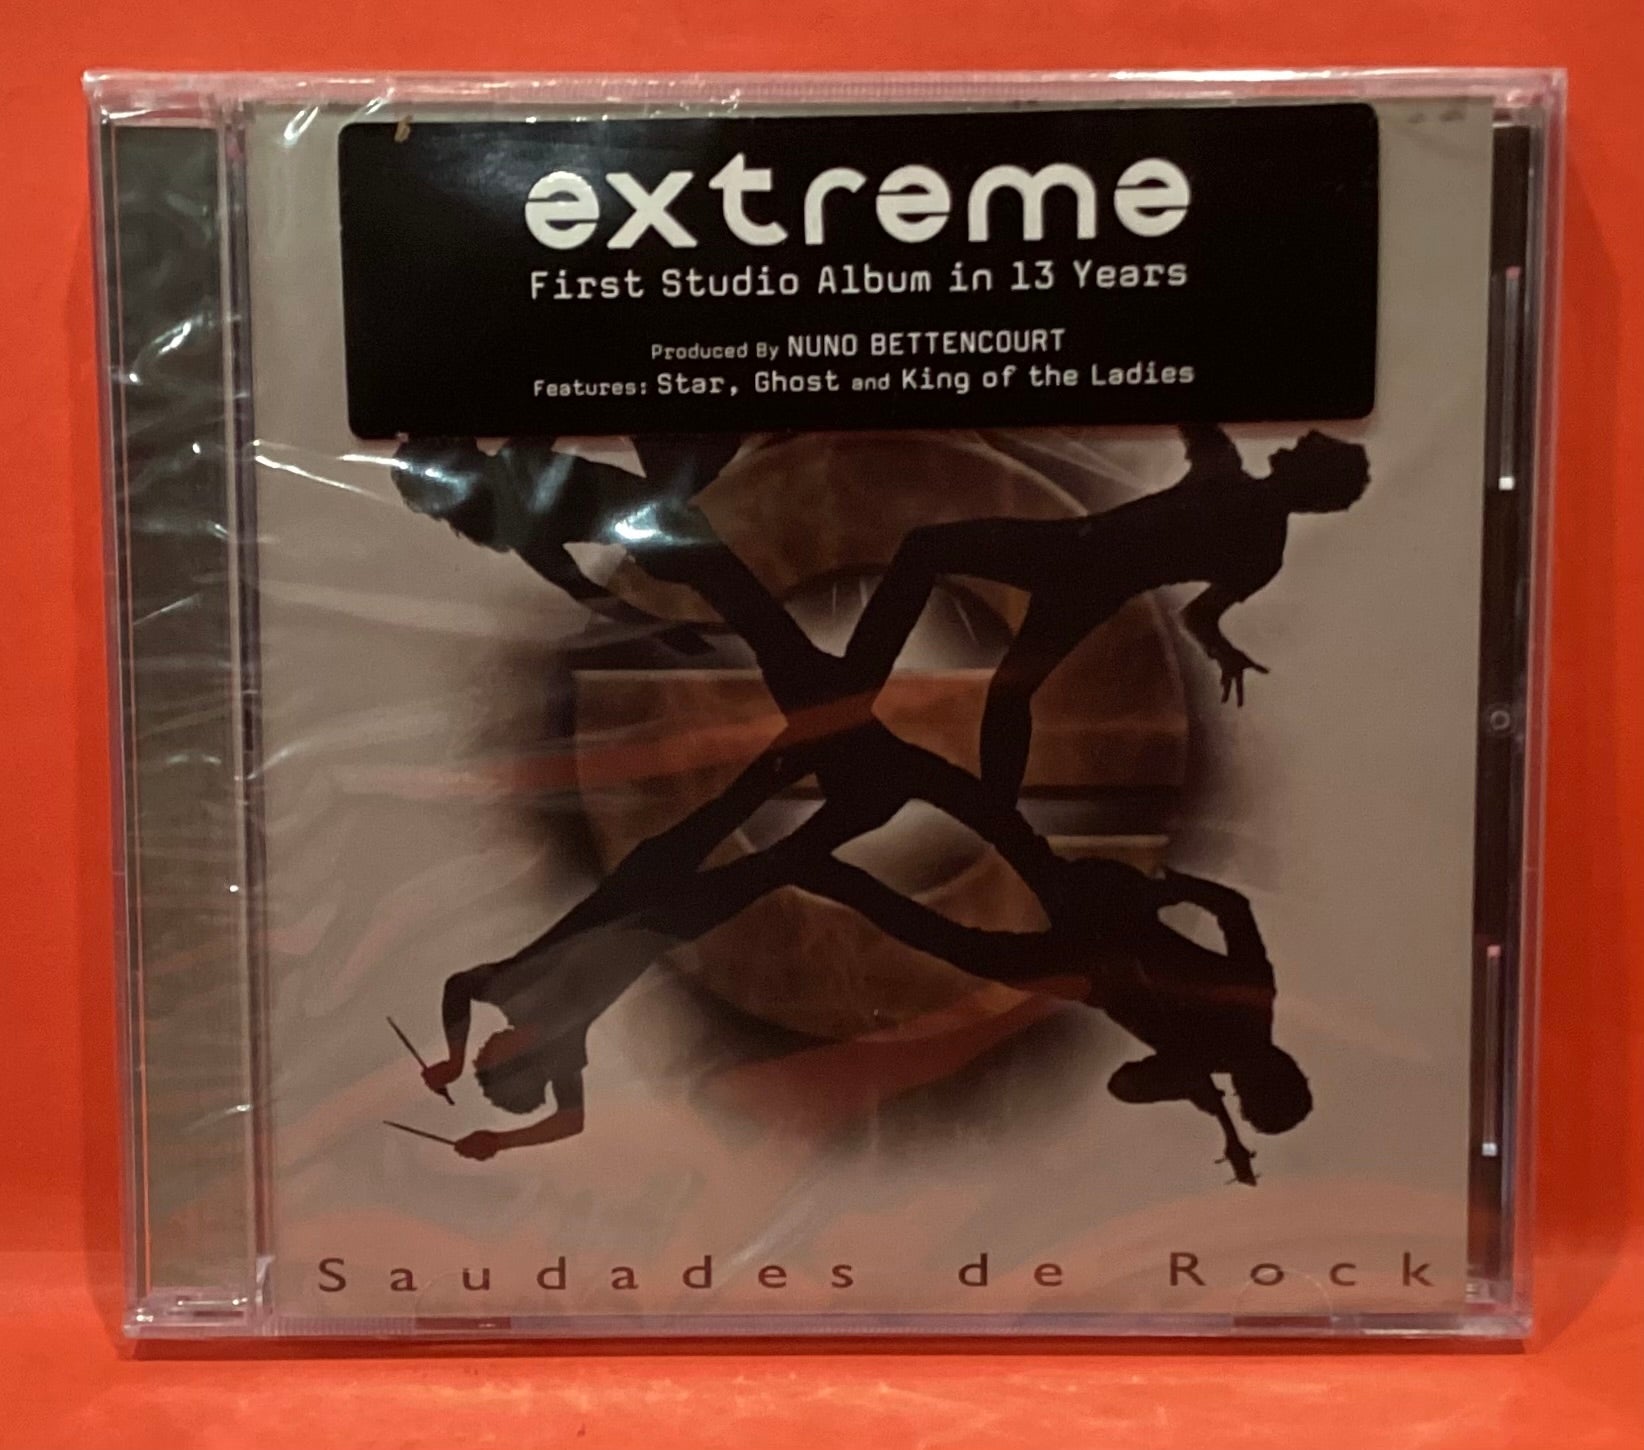 extreme
First Studio Album in 13 Years
Produced By NUNO BETTENCOURT
Features: Star, Ghost and King of the Ladies
Saudades de Rock